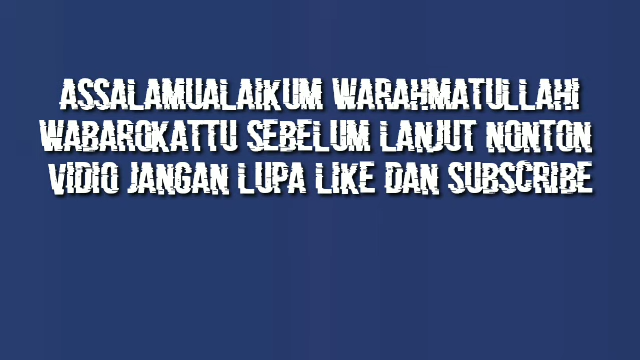 ASSALAMUALAIKUM WARAHMATULLAHI
WABAROKATTU SEBELUM LANJUT NONTON
VIDIO JANGAN LUPA LIKE DAN SUBSCRIBE